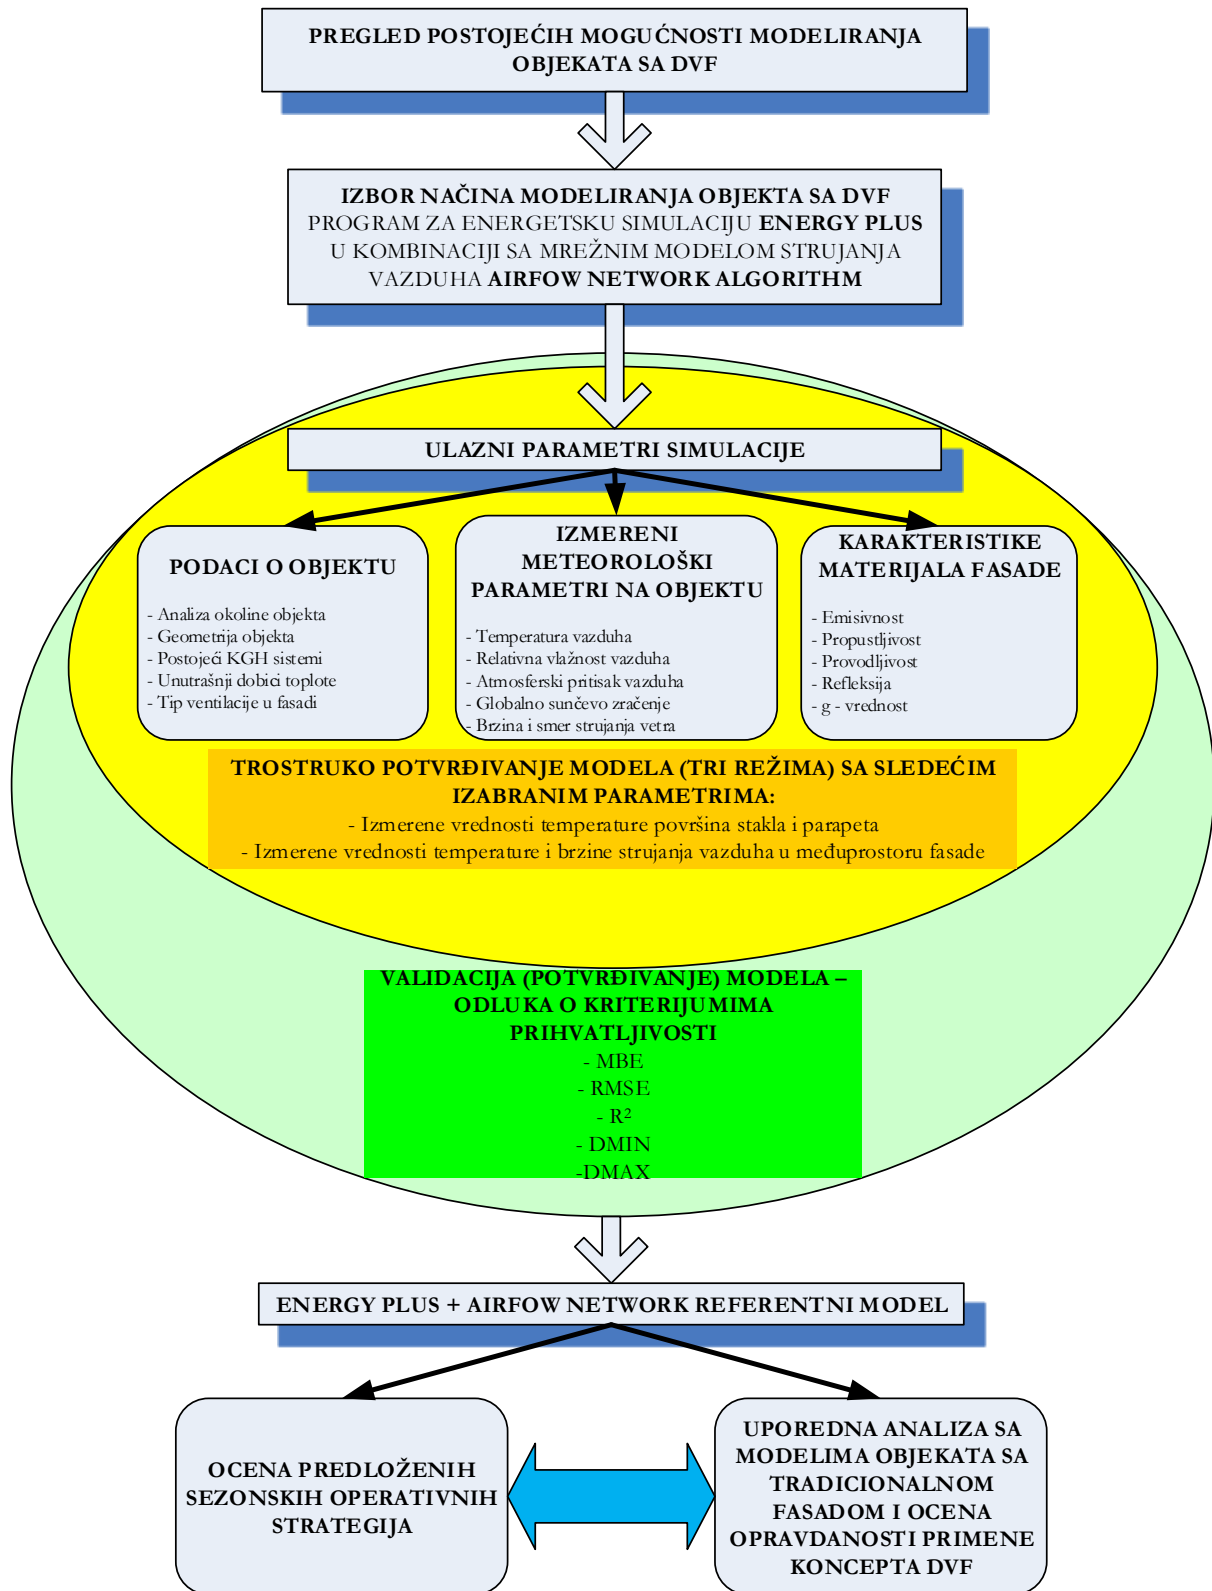 PREGLED POSTOJEĆIH MOGUĆNOSTI MODELIRANJA
OBJEKATA SA DVF
IZBOR NAČINA MODELIRANJA OBJEKTA SA DVF
PROGRAM ZA ENERGETSKU SIMULACIJU ENERGY PLUS
U KOMBINACIJI SA MREŽNIM MODELOM STRUJANJA
VAZDUHA AIRFOW NETWORK ALGORITHM
ULAZNI PARAMETRI SIMULACIJE
PODACI O OBJEKTU
- Analiza okoline objekta
- Geometrija objekta
- Postojeći KGH sistemi
- Unutrašnji dobici toplote
- Tip ventilacije u fasadi
IZMERENI
METEOROLOŠKI
PARAMETRI NA OBJEKTU
- Temperatura vazduha
- Relativna vlažnost vazduha
- Atmosferski pritisak vazduha
- Globalno sunčevo zračenje
- Brzina i smer strujanja vetra
KARAKTERISTIKE
MATERIJALA FASADE
- Emisivnost
- Propustljivost
- Provodljivost
- Refleksija
- g - vrednost
TROSTRUKO POTVRĐIVANJE MODELA (TRI REŽIMA) SA SLEDEĆIM
IZABRANIM PARAMETRIMA:
- Izmerene vrednosti temperature površina stakla i parapeta
- Izmerene vrednosti temperature i brzine strujanja vazduha u međuprostoru fasade
VALIDACIJA (POTVRĐIVANJE) MODELA –
ODLUKA O KRITERIJUMIMA
PRIHVATLJIVOSTI
- MBE
- RMSE
- R²
- DMIN
-DMAX
ENERGY PLUS + AIRFOW NETWORK REFERENTNI MODEL
OCENA PREDLOŽENIH
SEZONSKIH OPERATIVNIH
STRATEGIJA
UPOREDNA ANALIZA SA
MODELIMA OBJEKATA SA
TRADICIONALNOM
FASADOM I OCENA
OPRAVDANOSTI PRIMENE
KONCEPTA DVF